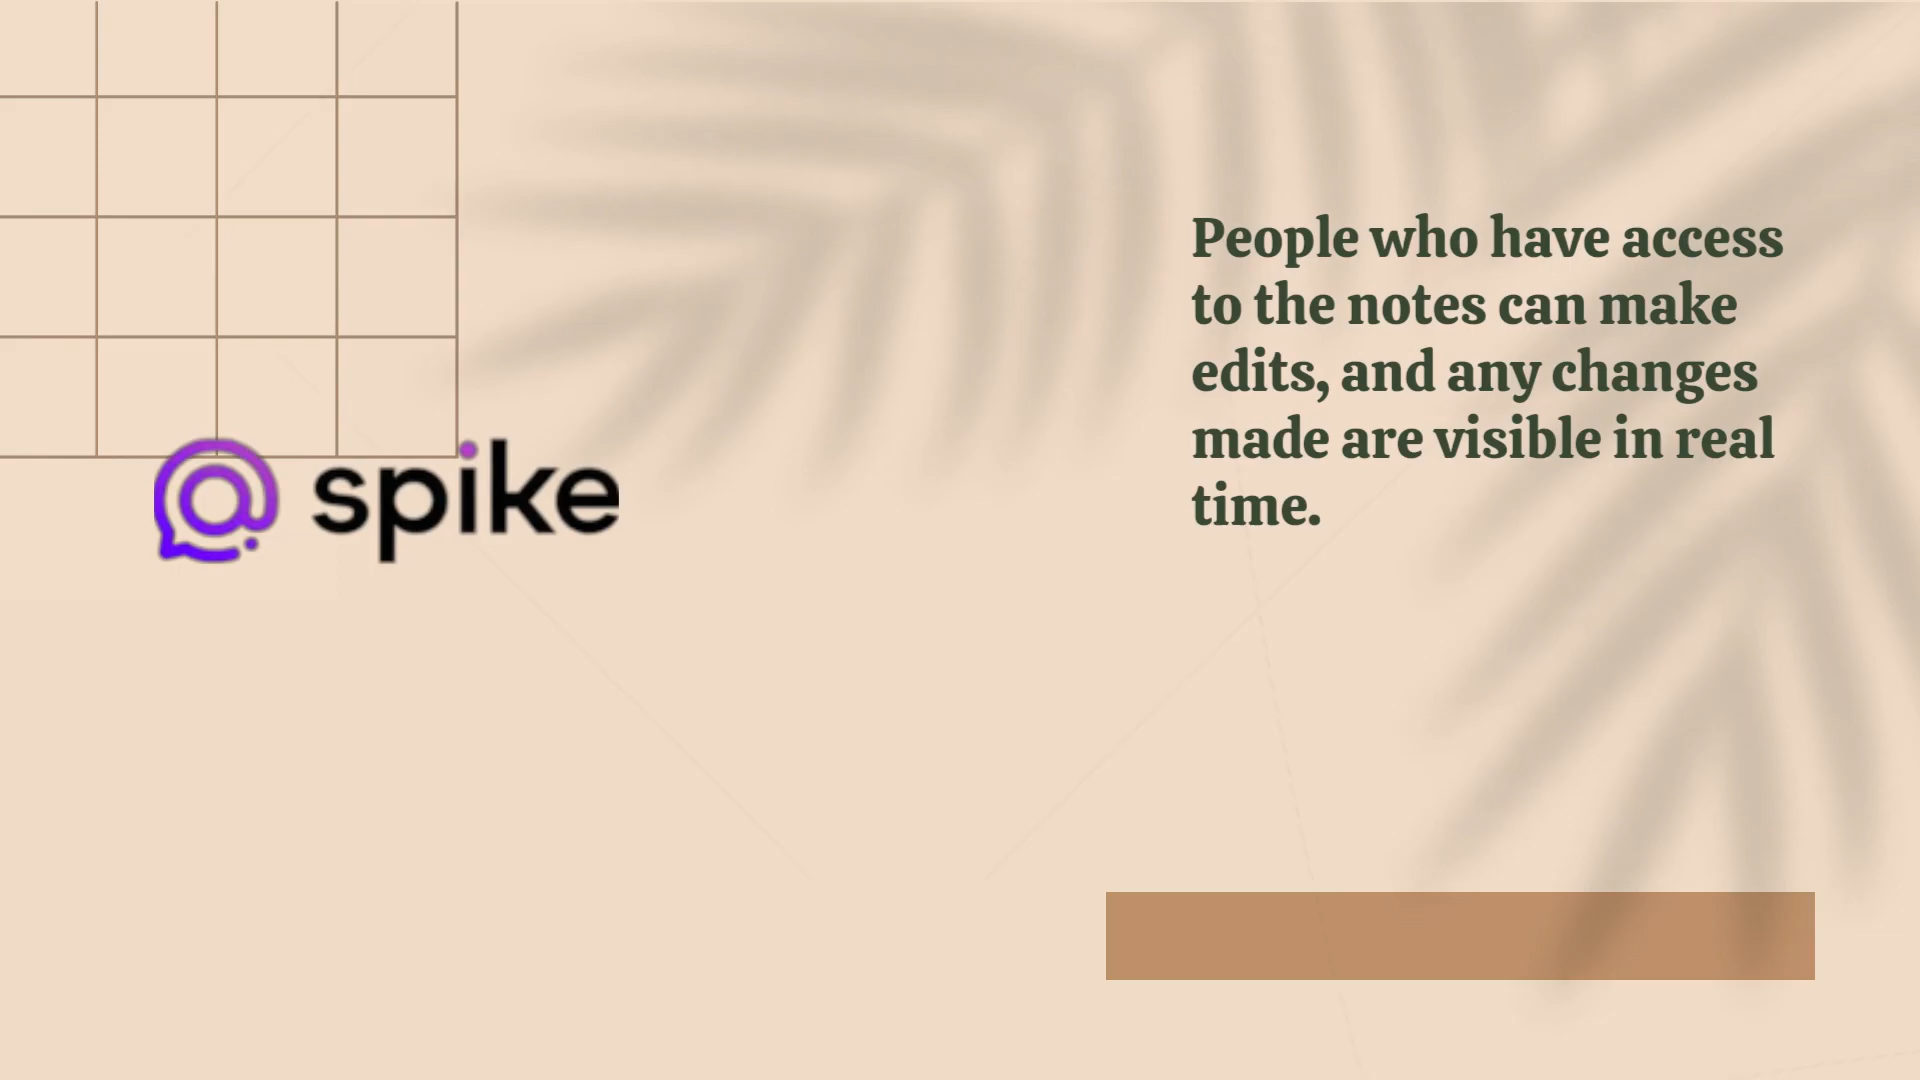 spike
People who have access
to the notes can make
edits, and any changes
made are visible in real
time.